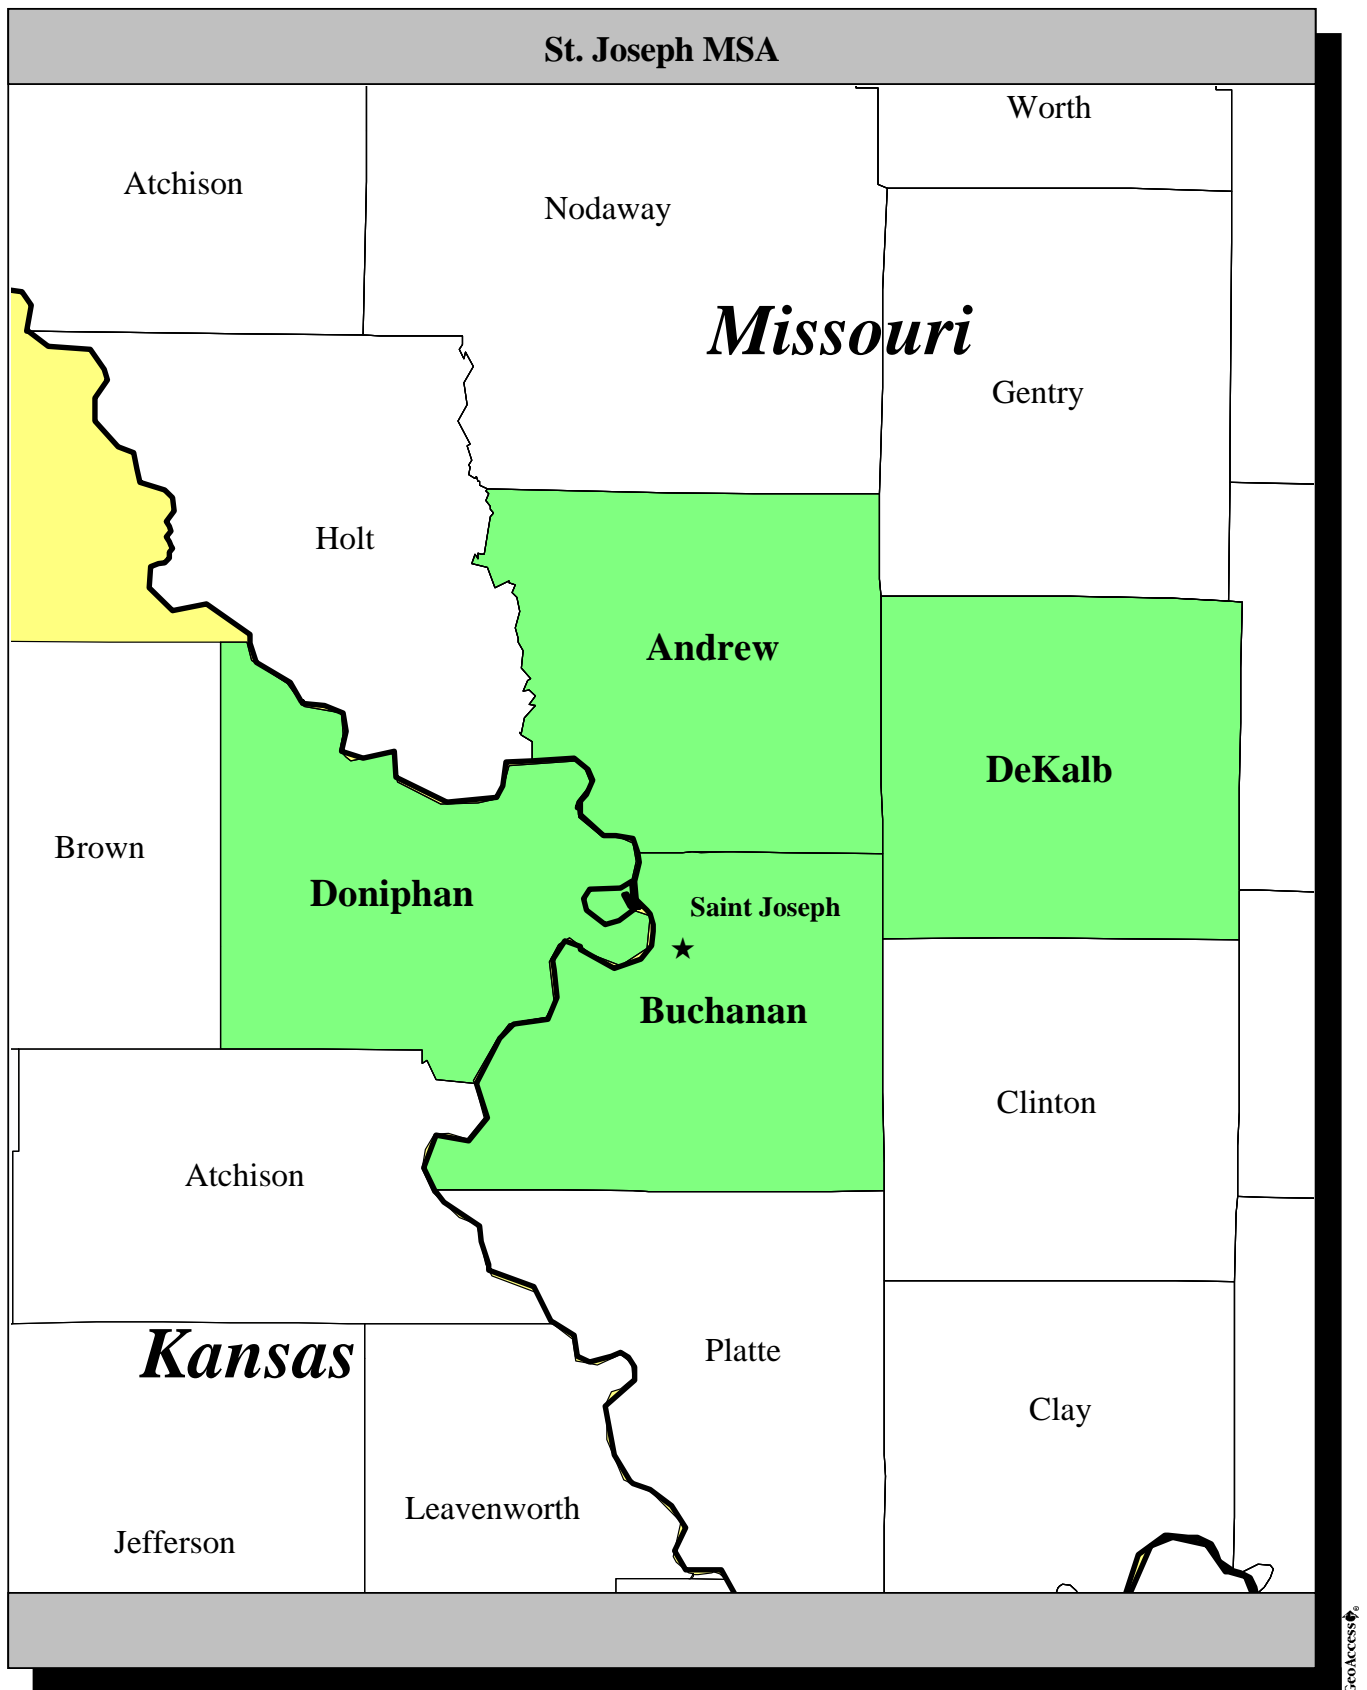 St. Joseph MSA
Worth
Atchison
Nodaway
Missouri
Gentry
Holt
Andrew
DeKalb
Brown
Doniphan
Saint Joseph
Buchanan
Clinton
Atchison
Kansas
Platte
Clay
Leavenworth
Jefferson
GeoAccess®